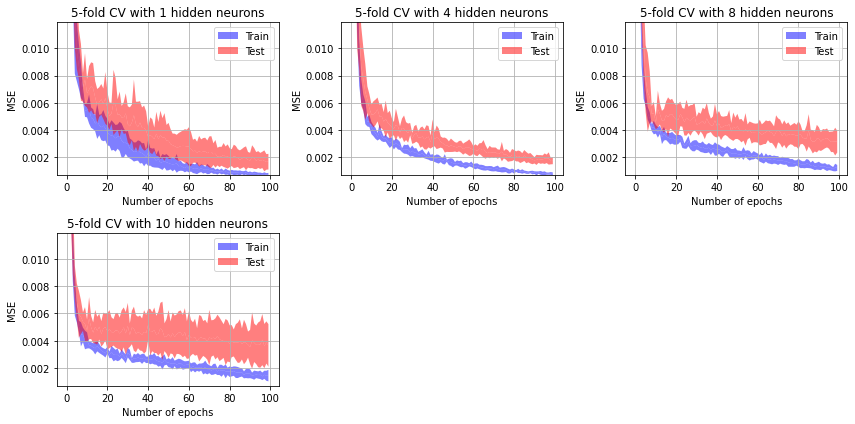 5-fold CV with 1 hidden neurons
MSE
0.010
0.008
0.006
0.004
0.002
Train
Test
0 20 40 60 80 100
Number of epochs
5-fold CV with 4 hidden neurons
MSE
0.010
0.008
0.006
0.004
0.002
Train
Test
0 20 40 60 80 100
Number of epochs
5-fold CV with 8 hidden neurons
MSE
0.010
0.008
0.006
0.004
0.002
Train
Test
0 20 40 60 80 100
Number of epochs
5-fold CV with 10 hidden neurons
MSE
0.010
0.008
0.006
0.004
0.002
Train
Test
0 20 40 60 80 100
Number of epochs